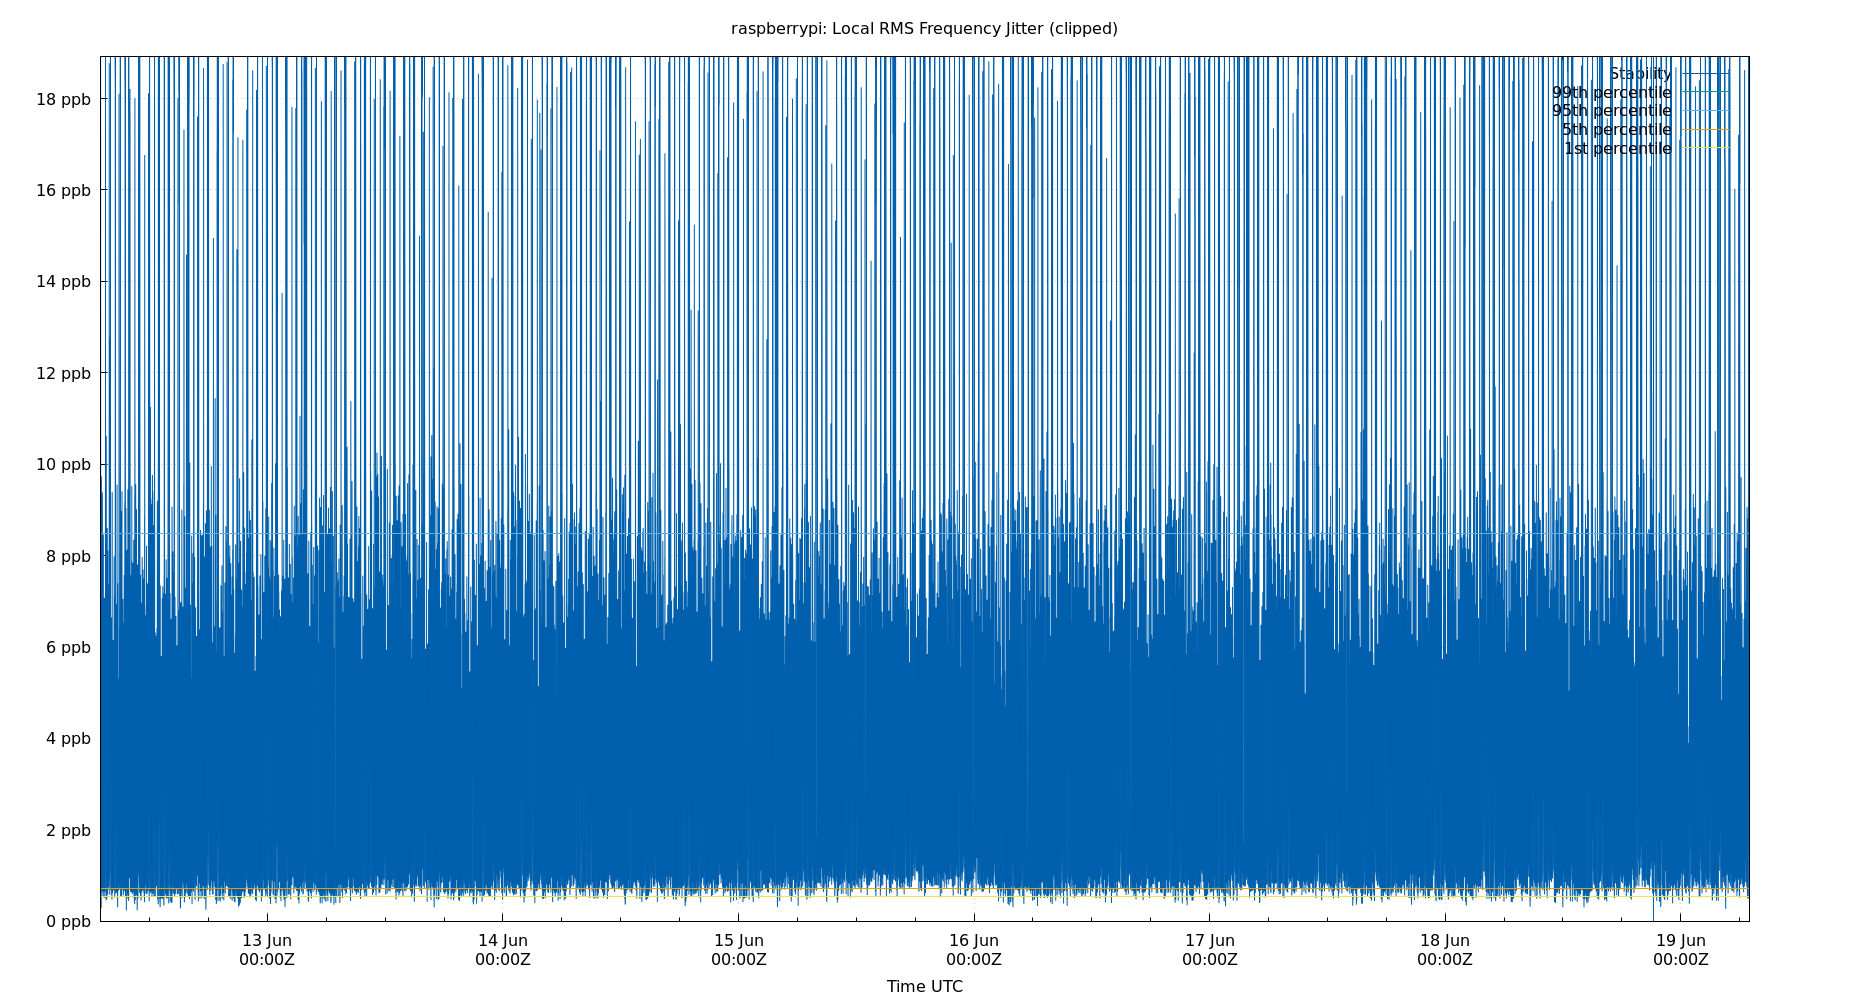 raspberrypi: Local RMS Frequency Jitter (clipped)
Stability
99th percentile
95th percentile
5th percentile
1st percentile
18 ppb
16 ppb
14 ppb
12 ppb
10 ppb
8 ppb
6 ppb
4 ppb
2 ppb
0 ppb
13 Jun 14 Jun 15 Jun 16 Jun 17 Jun 18 Jun 19 Jun
00:00Z 00:00Z 00:00Z 00:00Z 00:00Z 00:00Z 00:00Z
Time UTC